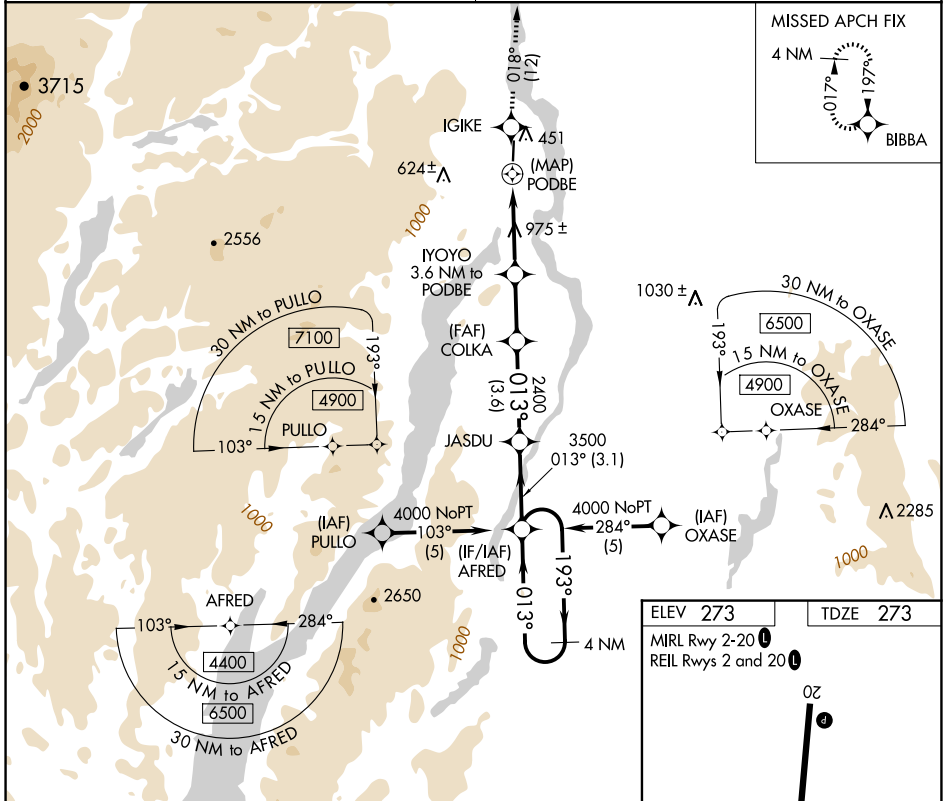 MISSED APCH FIX
4 NM
017°
197°
BIBBA
3715
2000
1000
018°
(12)
IGIKE
451
(MAP)
PODBE
624±
1000
2556
975 ±
IYOYO
3.6 NM to
PODBE
1030 ±
30 NM to PULLO
7100
193°
15 NM to PULLO
4900
PULLO
103°
(FAF)
COLKA
2400
013°
(3.6)
JASDU
3500
013° (3.1)
30 NM to OXASE
6500
193°
15 NM to OXASE
4900
OXASE
284°
1000
(IAF)
PULLO
4000 NoPT
103°
(5)
(IF/IAF)
AFRED
4000 NoPT
284°
(5)
(IAF)
OXASE
2285
1000
013°
193°
4 NM
2650
1000
AFRED
103°
284°
4400
15 NM to AFRED
6500
30 NM to AFRED
ELEV 273
TDZE 273
MIRL Rwy 2-20 L
REIL Rwys 2 and 20 L
20
P